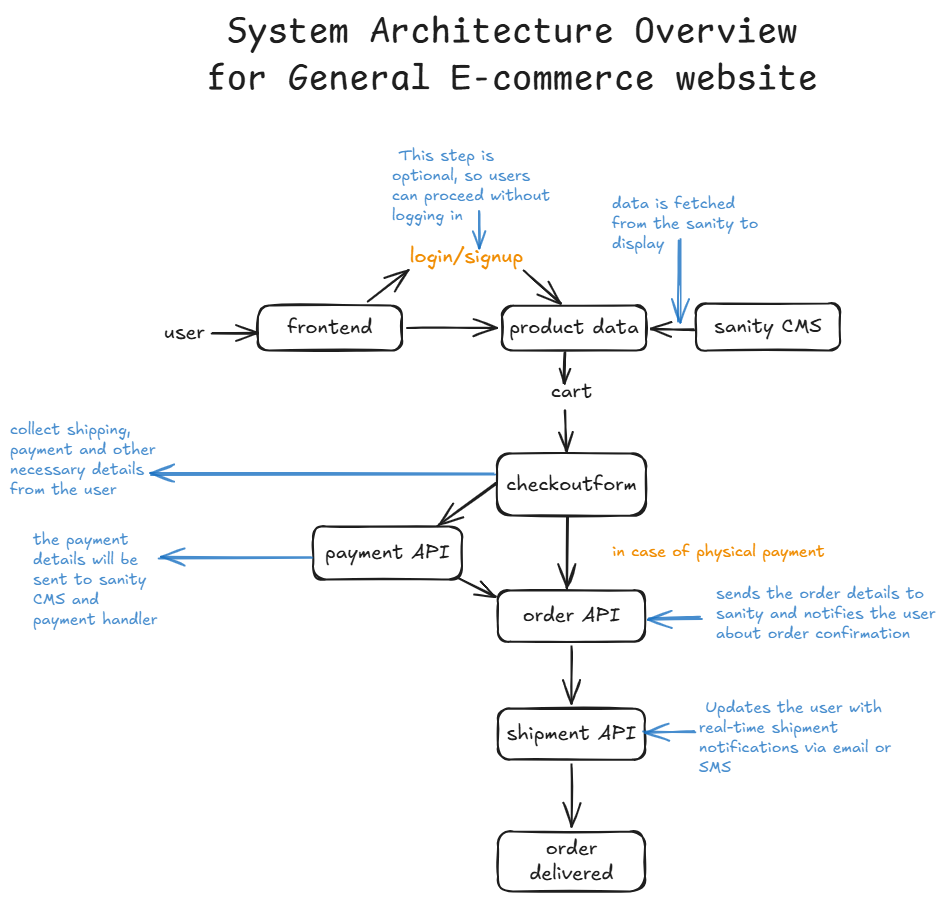 System Architecture Overview
for General E-commerce website
This step is
optional, so users
can proceed without
logging in
data is fetched
from the sanity to
display
login/signup
user
frontend
product data
sanity CMS
cart
collect shipping,
payment and other
necessary details
from the user
checkoutform
the payment
details will be
sent to sanity
CMS and
payment handler
payment API
in case of physical payment
order API
sends the order details to
sanity and notifies the user
about order confirmation
shipment API
Updates the user with
real-time shipment
notifications via email or
SMS
order
delivered